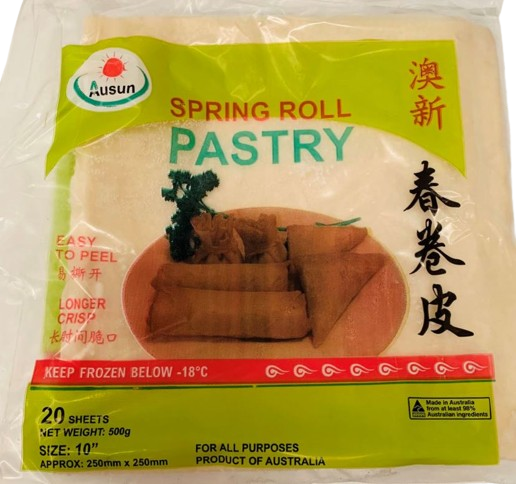 Ausun
澳新
SPRING ROLL
PASTRY
春卷皮
EASY
TO PEEL
易撕开
LONGER
CRISP
长时间脆口
KEEP FROZEN BELOW -18°C
20 SHEETS
NET WEIGHT: 500g
SIZE: 10"
APPROX: 250mm x 250mm
FOR ALL PURPOSES
PRODUCT OF AUSTRALIA
Made in Australia
from at least 98%
Australian ingredients